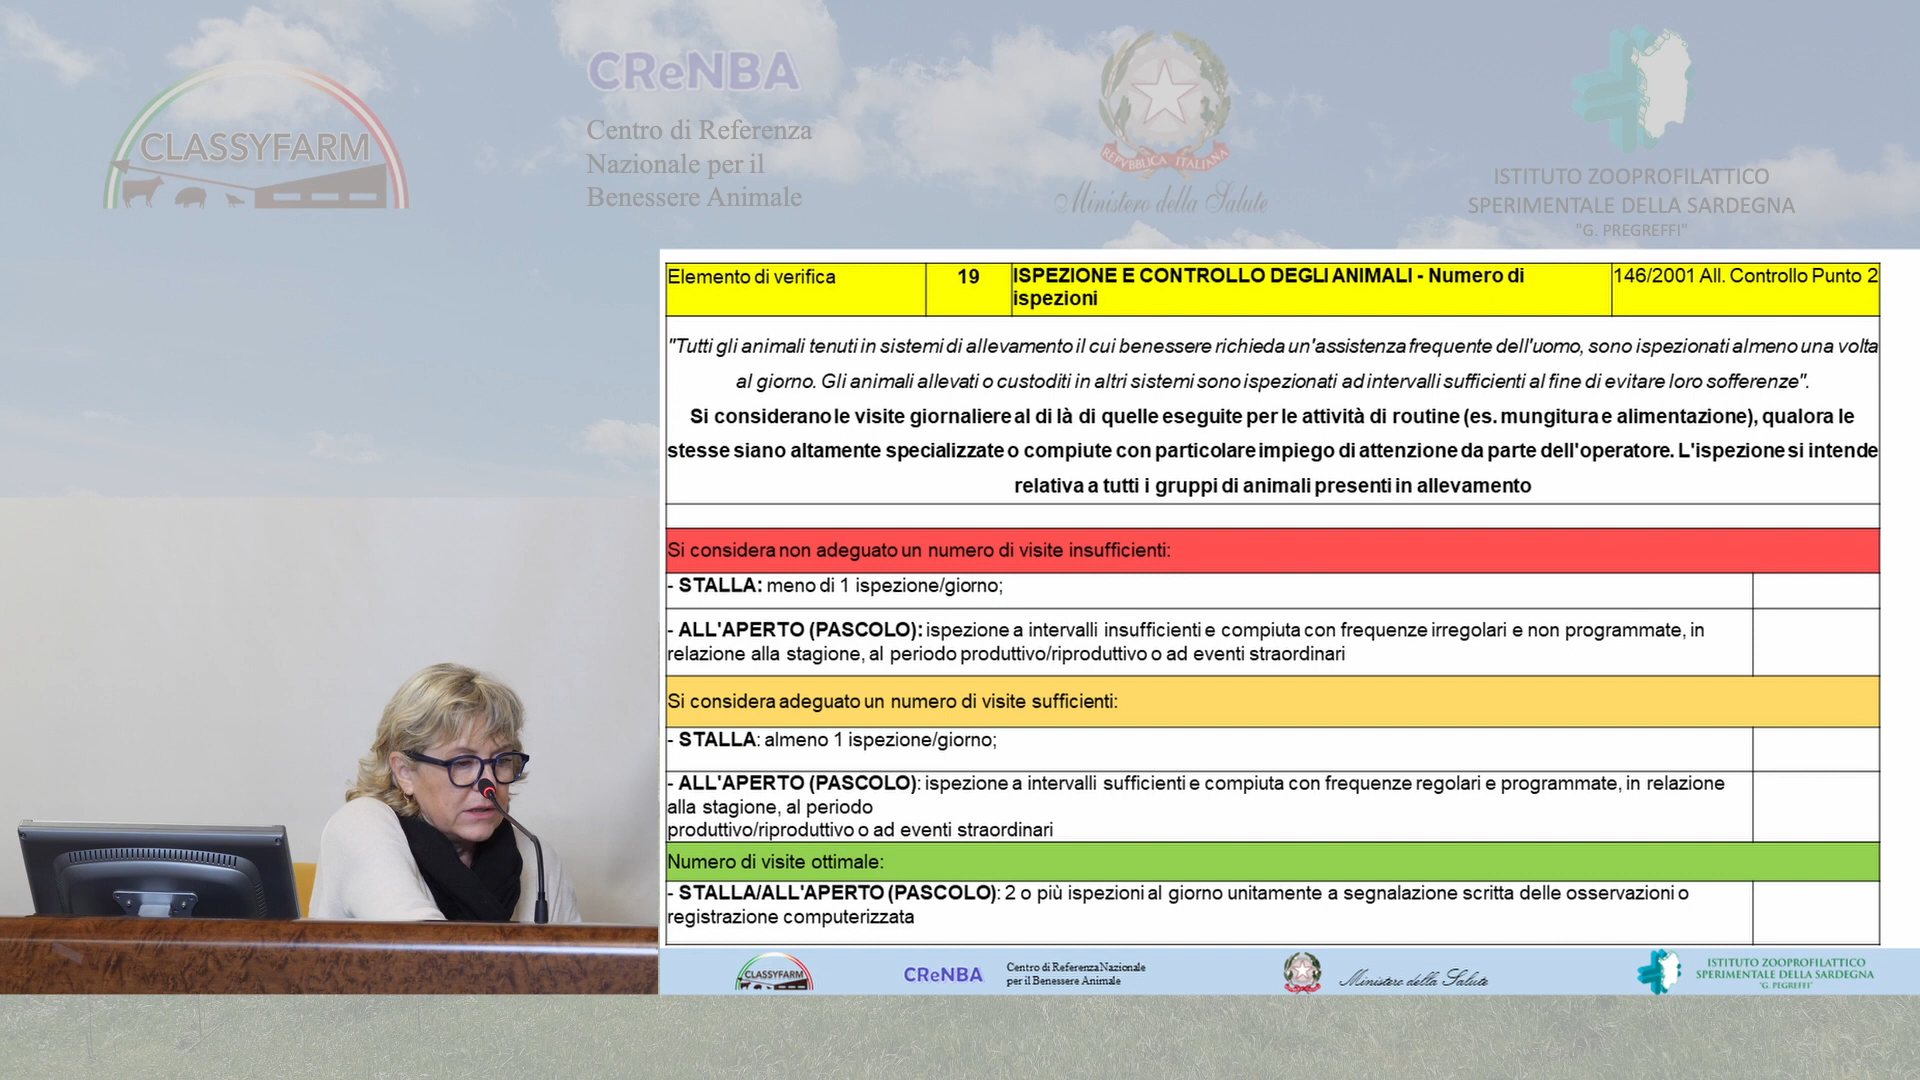 CLASSYFARM
CReNBA
Centro di Referenza
Nazionale per il
Benessere Animale
REPVBBLICA ITALIANA
Ministero della Salute
ISTITUTO ZOOPROFILATTICO
SPERIMENTALE DELLA SARDEGNA
"G. PREGREFFI"
Elemento di verifica
19
ISPEZIONE E CONTROLLO DEGLI ANIMALI - Numero di
ispezioni
146/2001 All. Controllo Punto 2
"Tutti gli animali tenuti in sistemi di allevamento il cui benessere richieda un'assistenza frequente dell'uomo, sono ispezionati almeno una volta
al giorno. Gli animali allevati o custoditi in altri sistemi sono ispezionati ad intervalli sufficienti al fine di evitare loro sofferenze".
Si considerano le visite giornaliere al di là di quelle eseguite per le attività di routine (es. mungitura e alimentazione), qualora le
stesse siano altamente specializzate o compiute con particolare impiego di attenzione da parte dell'operatore. L'ispezione si intende
relativa a tutti i gruppi di animali presenti in allevamento
Si considera non adeguato un numero di visite insufficienti:
- STALLA: meno di 1 ispezione/giorno;
- ALL'APERTO (PASCOLO): ispezione a intervalli insufficienti e compiuta con frequenze irregolari e non programmate, in
relazione alla stagione, al periodo produttivo/riproduttivo o ad eventi straordinari
Si considera adeguato un numero di visite sufficienti:
- STALLA: almeno 1 ispezione/giorno;
- ALL'APERTO (PASCOLO): ispezione a intervalli sufficienti e compiuta con frequenze regolari e programmate, in relazione
alla stagione, al periodo
produttivo/riproduttivo o ad eventi straordinari
Numero di visite ottimale:
- STALLA/ALL'APERTO (PASCOLO): 2 o più ispezioni al giorno unitamente a segnalazione scritta delle osservazioni o
registrazione computerizzata
CLASSYFARM
CReNBA
Centro di Referenza Nazionale
per il Benessere Animale
Ministero della Salute
ISTITUTO ZOOPROFILATTICO
SPERIMENTALE DELLA SARDEGNA
"G. PEGREFFI"